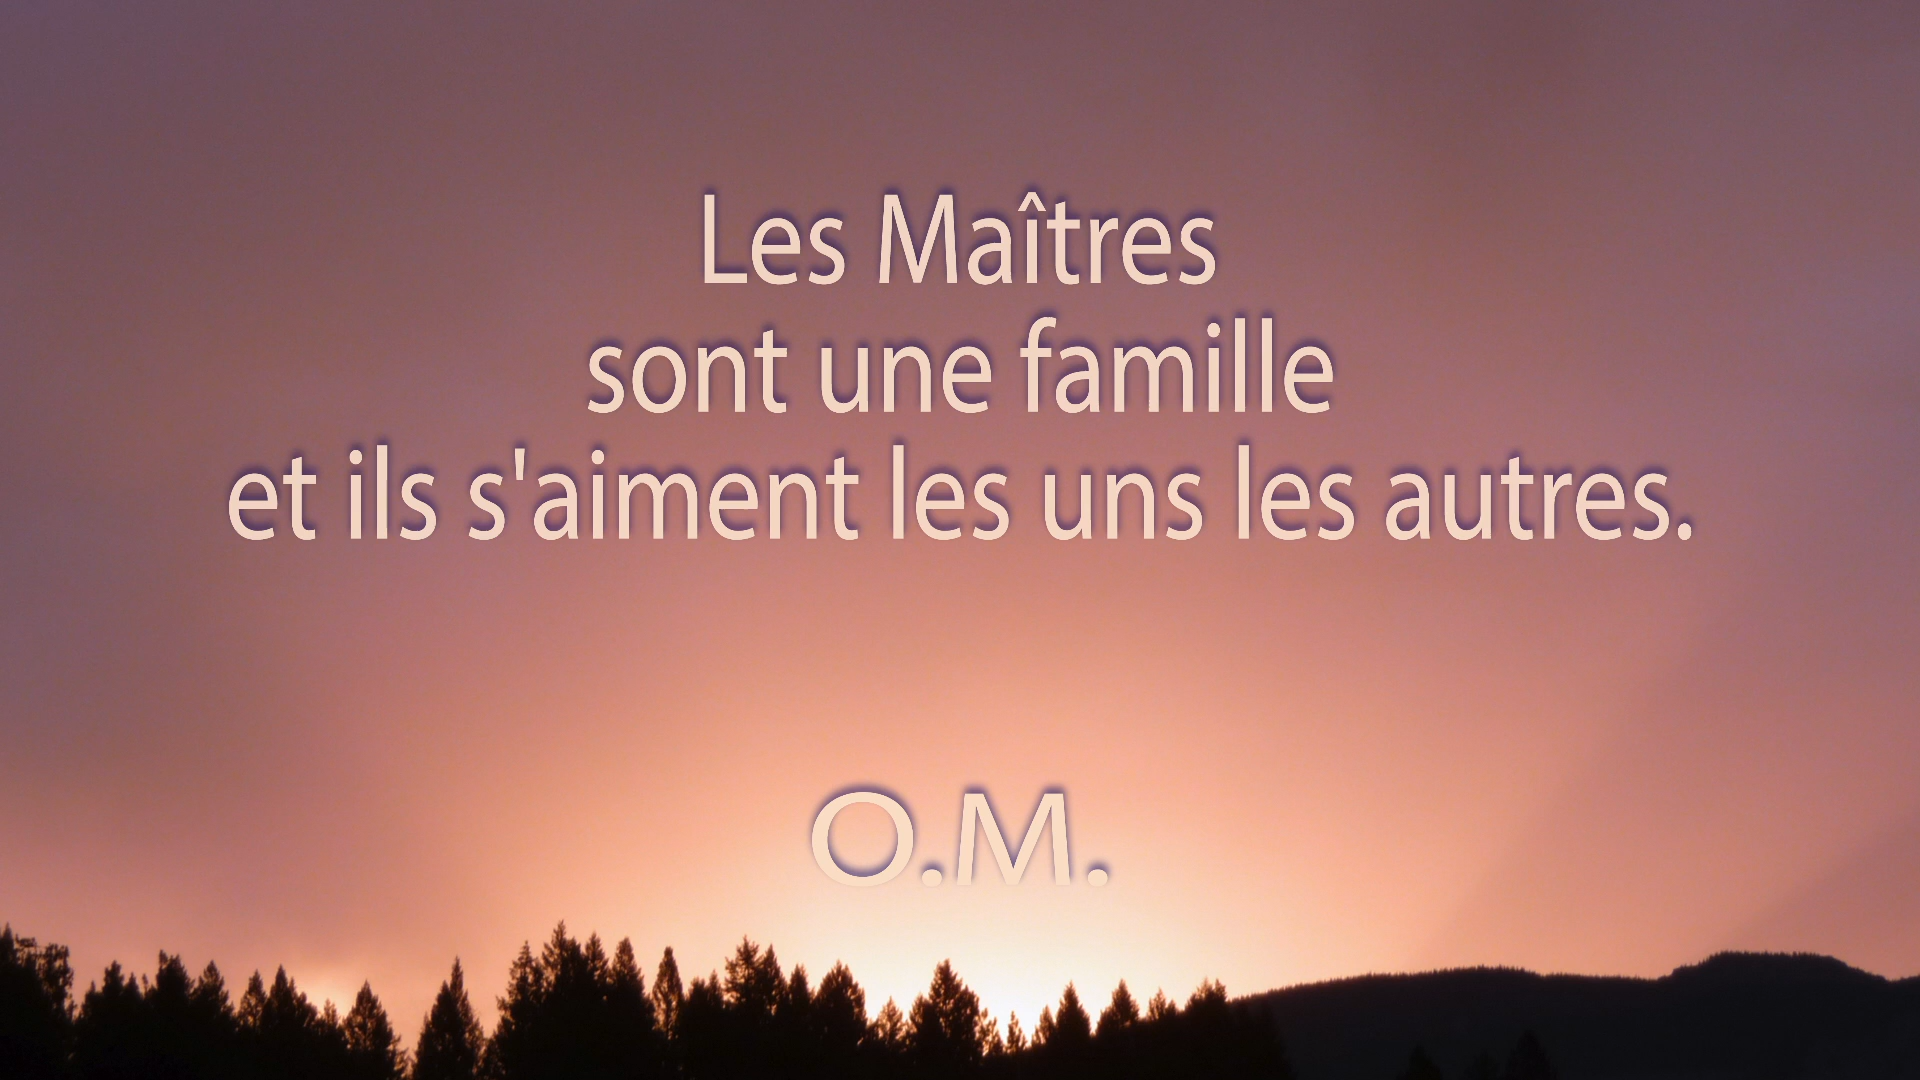 Les Maîtres
sont une famille
et ils s'aiment les uns les autres.
O.M.